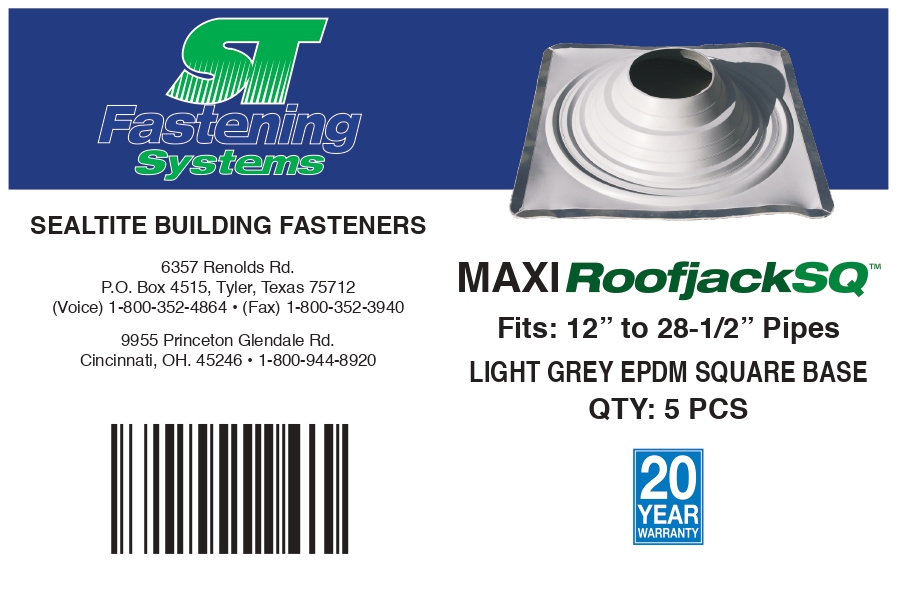 ST
Fastening
Systems
SEALTITE BUILDING FASTENERS
6357 Renolds Rd.
P.O. Box 4515, Tyler, Texas 75712
(Voice) 1-800-352-4864 • (Fax) 1-800-352-3940
9955 Princeton Glendale Rd.
Cincinnati, OH. 45246 • 1-800-944-8920
MAXI RoofjackSQ™
Fits: 12” to 28-1/2” Pipes
LIGHT GREY EPDM SQUARE BASE
QTY: 5 PCS
20
YEAR
WARRANTY